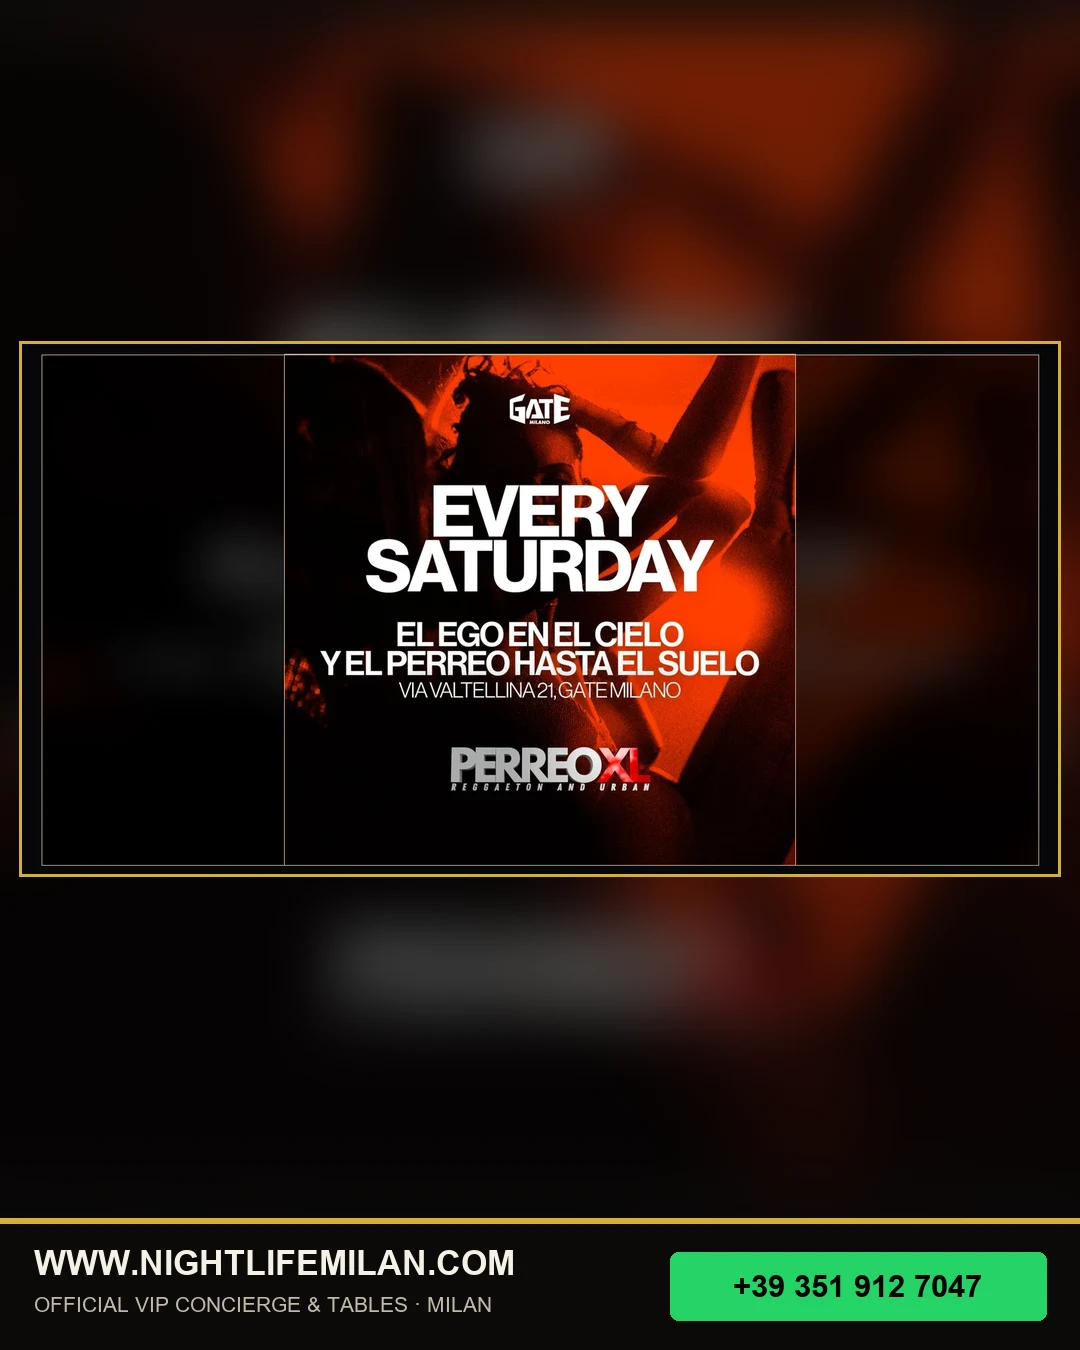 GATE
MILANO
EVERY
SATURDAY
EL EGO EN EL CIELO
Y EL PERREO HASTA EL SUELO
VIA VALTELLINA 21, GATE MILANO
PERREOXL
REGGAETON AND URBAN
WWW.NIGHTLIFEMILAN.COM
OFFICIAL VIP CONCIERGE & TABLES · MILAN
+39 351 912 7047